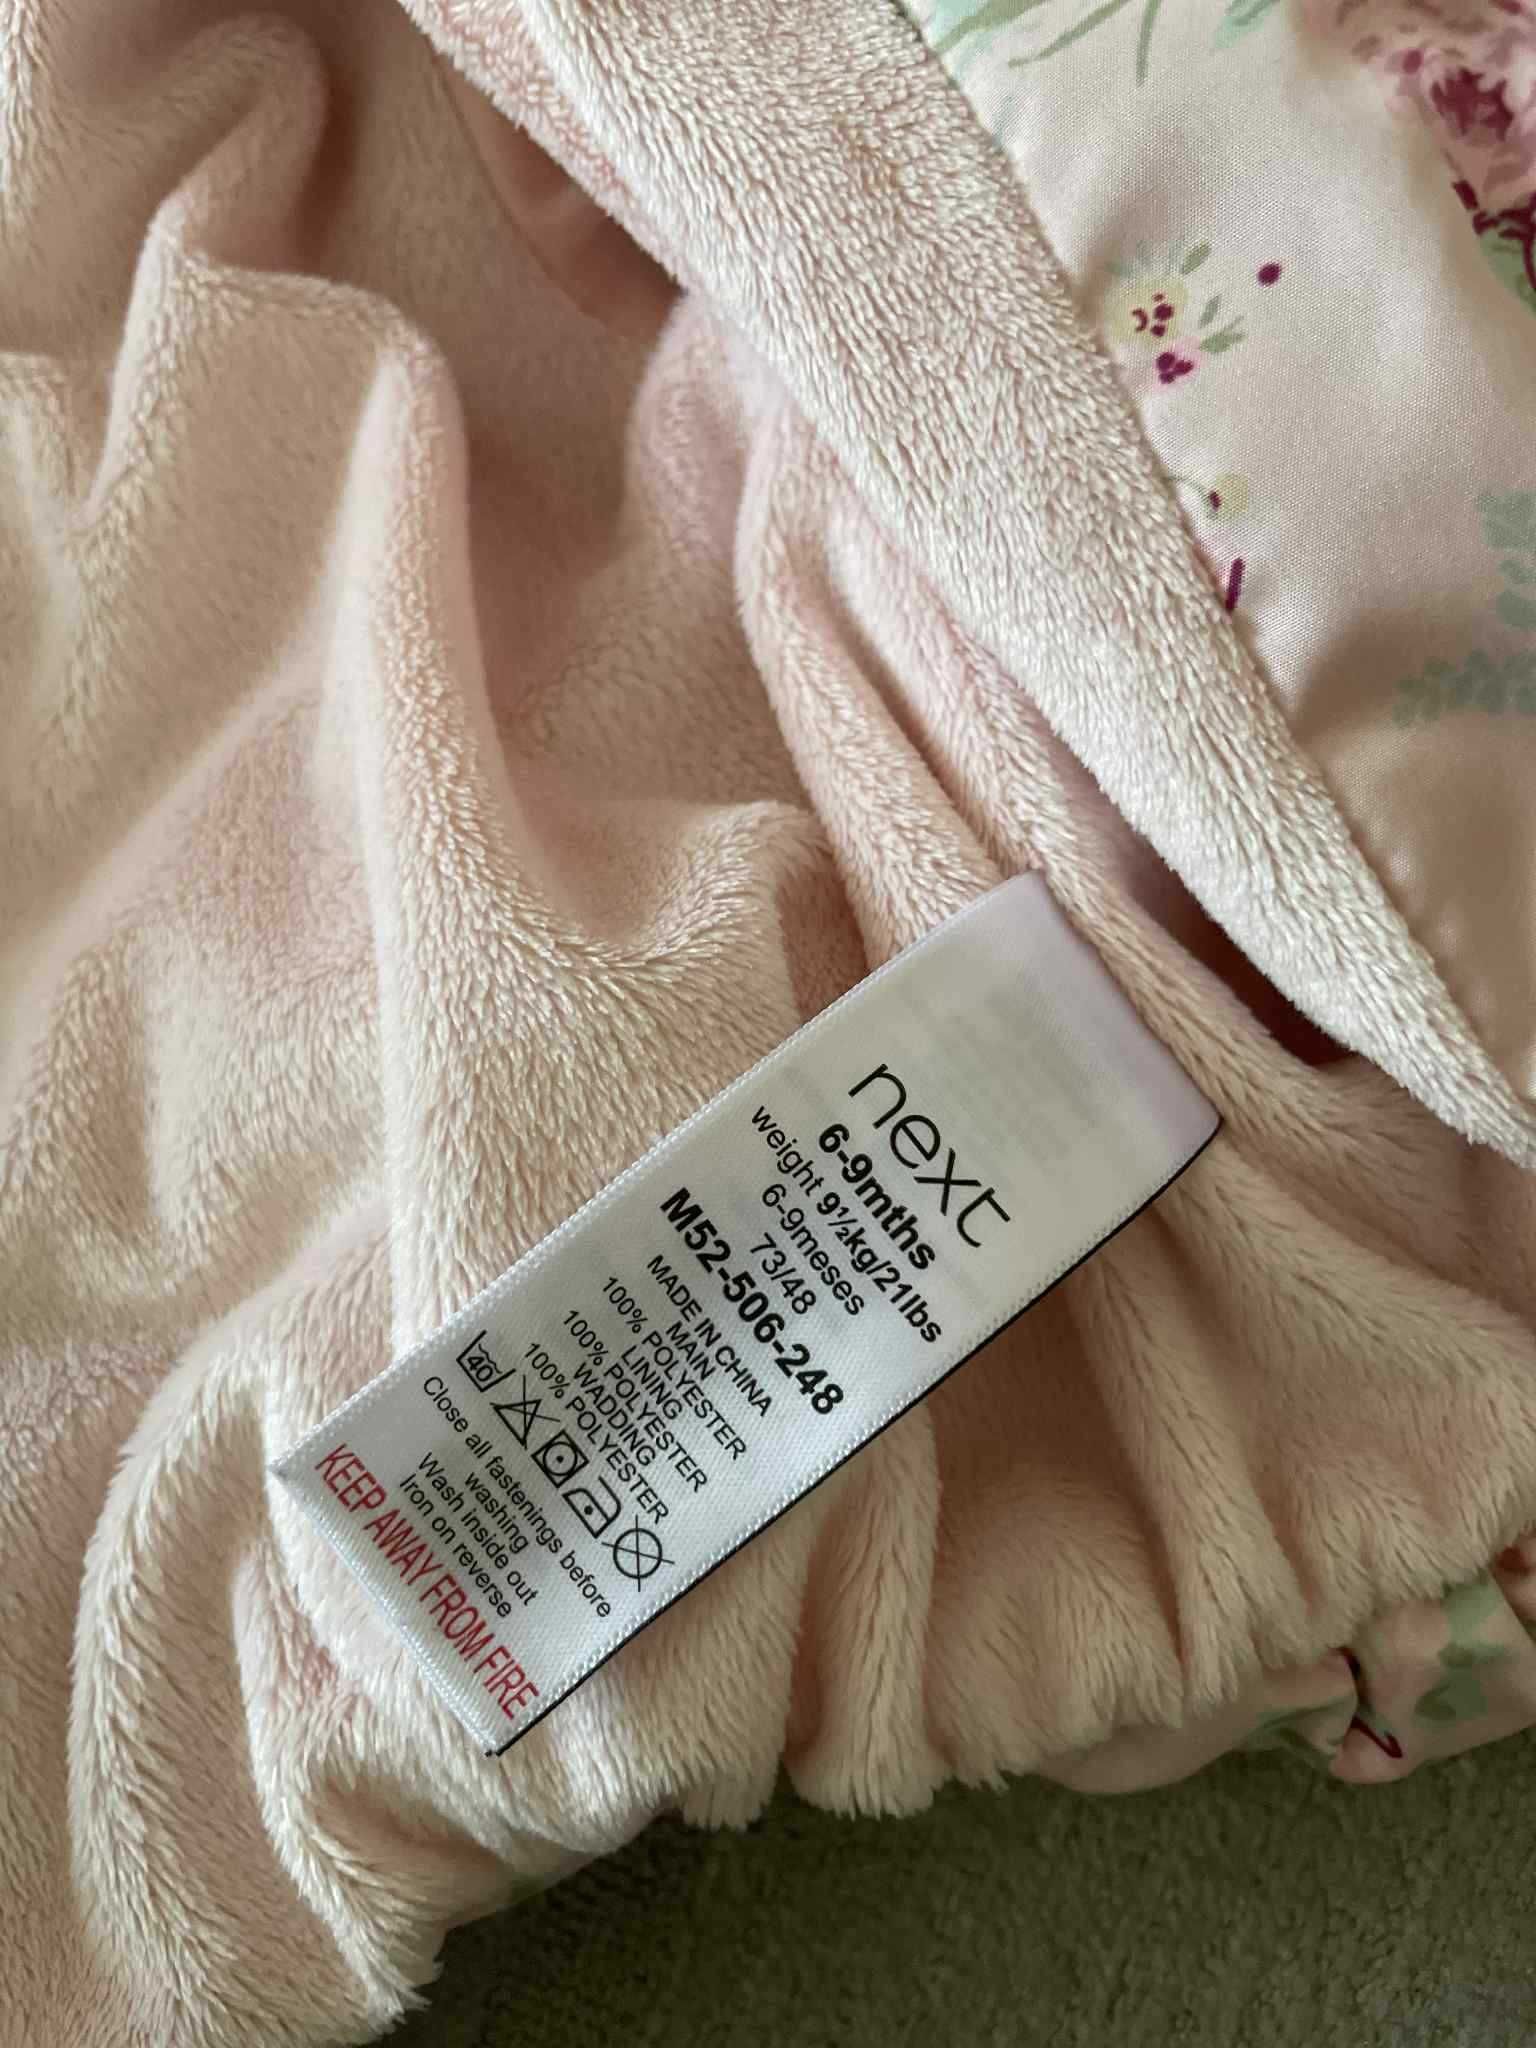 next
6-9mths
weight 9½kg/21lbs
6-9meses
73/48
M52-506-248
MADE IN CHINA
MAIN
100% POLYESTER
LINING
100% POLYESTER
WADDING
100% POLYESTER
40
Close all fastenings before
washing
Wash inside out
Iron on reverse
KEEP AWAY FROM FIRE